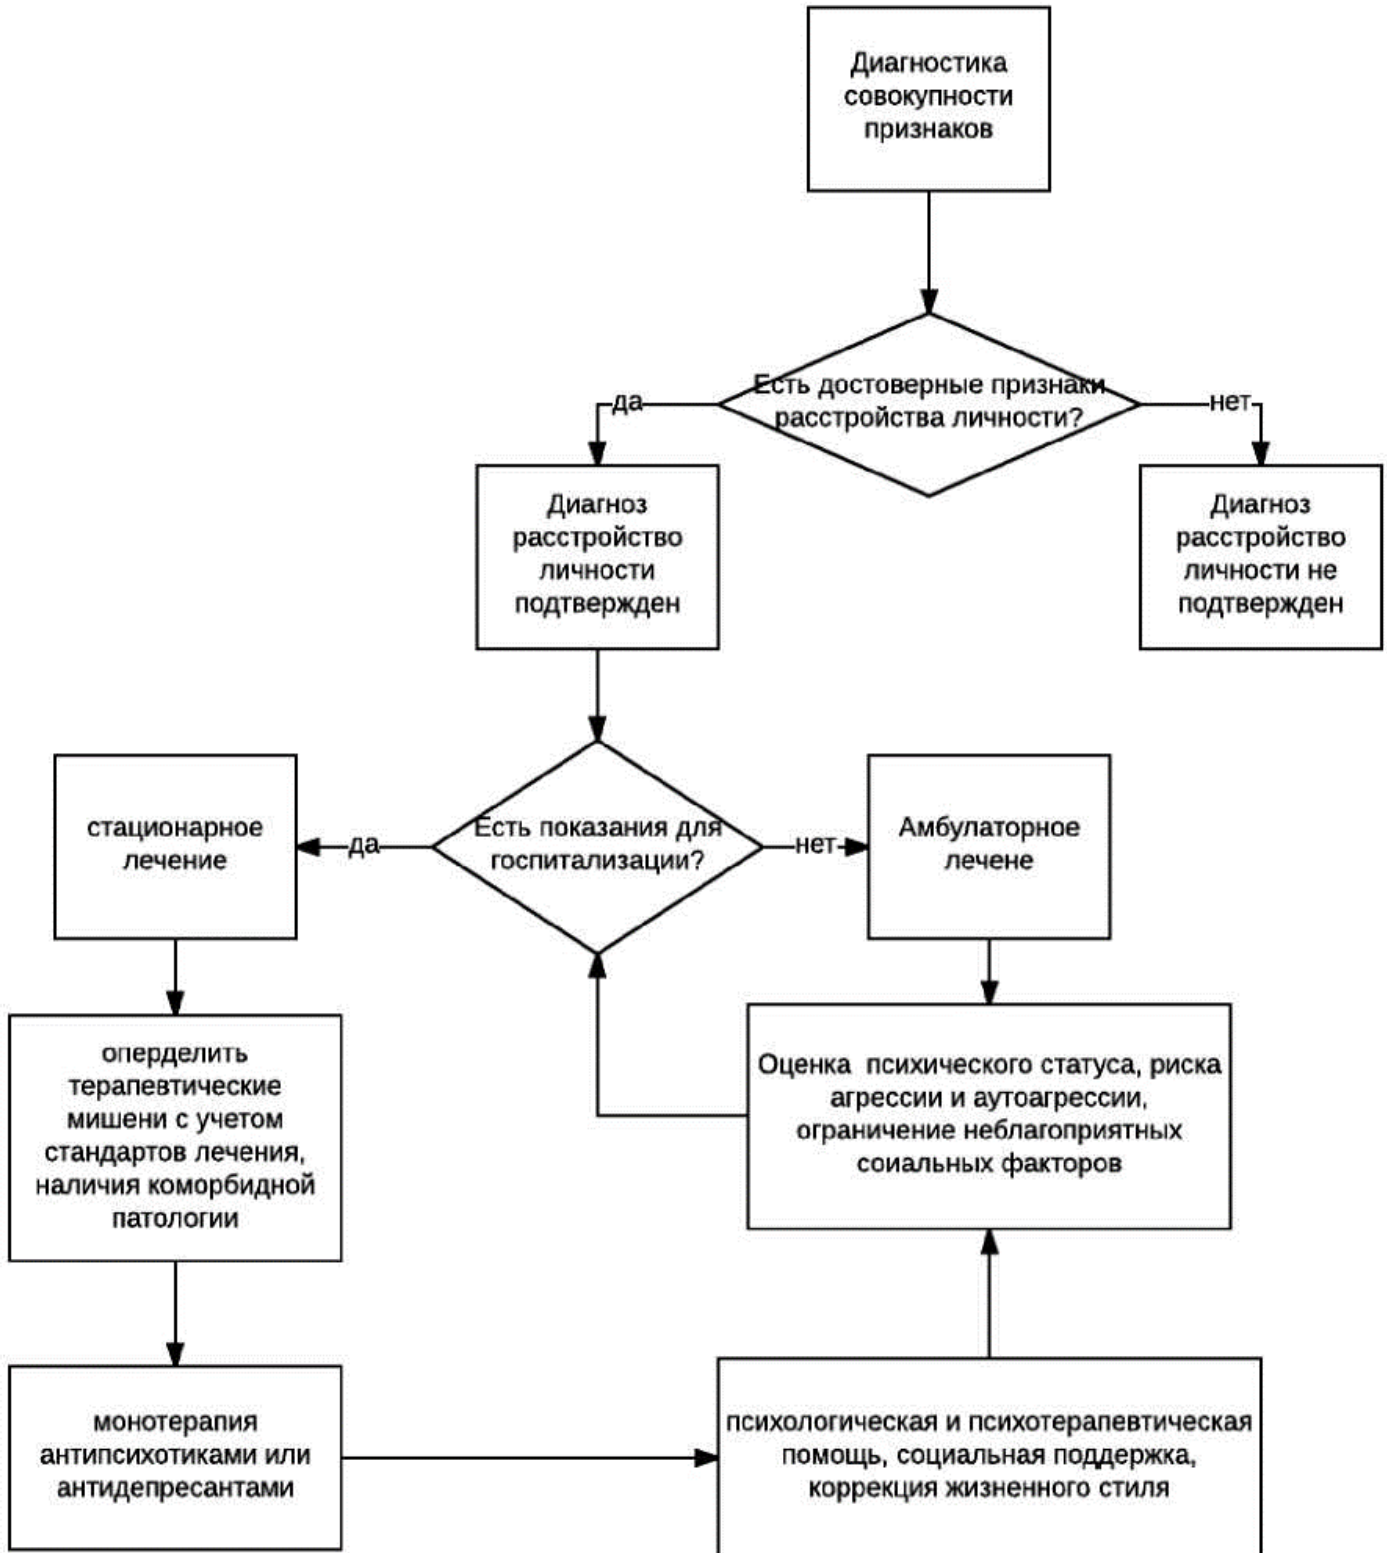 Диагностика
совокупности
признаков
Есть достоверные признаки
расстройства личности?
да
нет
Диагноз
расстройство
личности
подтвержден
Диагноз
расстройство
личности не
подтвержден
стационарное
лечение
да
Есть показания для
госпитализации?
нет
Амбулаторное
лечене
оперделить
терапевтические
мишени с учетом
стандартов лечения,
наличия коморбидной
патологии
Оценка психического статуса, риска
агрессии и аутоагрессии,
ограничение неблагоприятных
соиальных факторов
монотерапия
антипсихотиками или
антидепресантами
психологическая и психотерапевтическая
помощь, социальная поддержка,
коррекция жизненного стиля